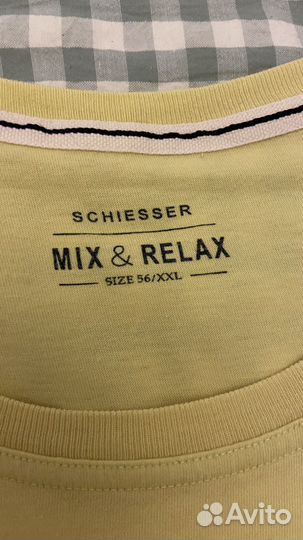 SCHIESSER
MIX & RELAX
SIZE 56/XXL
Avito